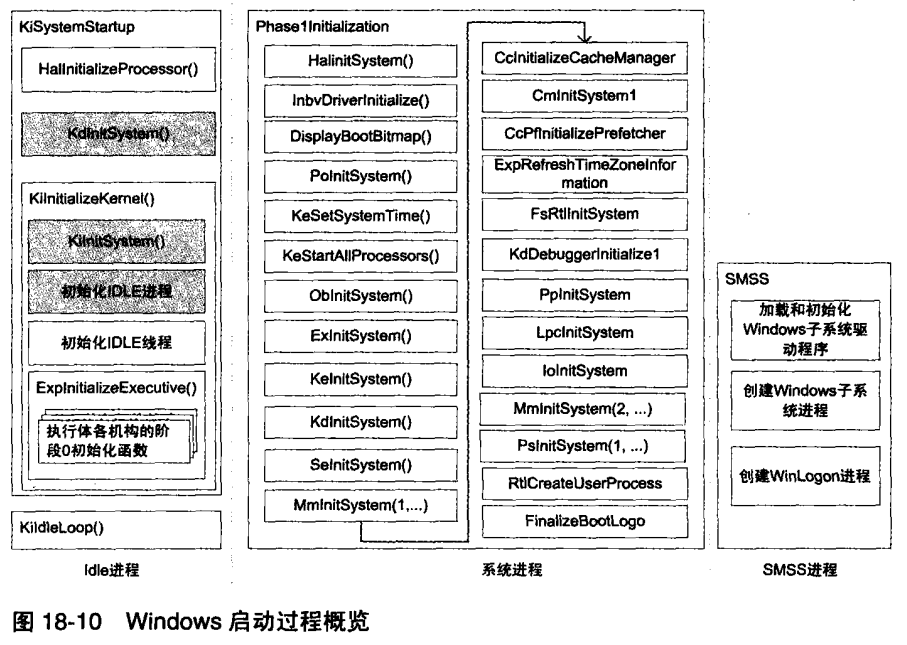 KiSystemStartup
HalInitializeProcessor()
KdInitSystem()
KiInitializeKernel()
KiInitSystem()
初始化IDLE进程
初始化IDLE线程
ExpInitializeExecutive()
执行体各机构的阶
段0初始化函数
KiIdleLoop()
Idle进程
Phase1Initialization
HalInitSystem()
InbvDriverInitialize()
DisplayBootBitmap()
PoInitSystem()
KeSetSystemTime()
KeStartAllProcessors()
ObInitSystem()
ExInitSystem()
KeInitSystem()
KdInitSystem()
SeInitSystem()
MmInitSystem(1,...)
CcInitializeCacheManager
CmInitSystem1
CcPfInitializePrefetcher
ExpRefreshTimeZoneInfor
mation
FsRtlInitSystem
KdDebuggerInitialize1
PpInitSystem
LpcInitSystem
IoInitSystem
MmInitSystem(2, ...)
PsInitSystem(1, ...)
RtlCreateUserProcess
FinalizeBootLogo
系统进程
SMSS
加载和初始化
Windows子系统驱
动程序
创建Windows子系
统进程
创建WinLogon进程
SMSS进程
图 18-10 Windows 启动过程概览